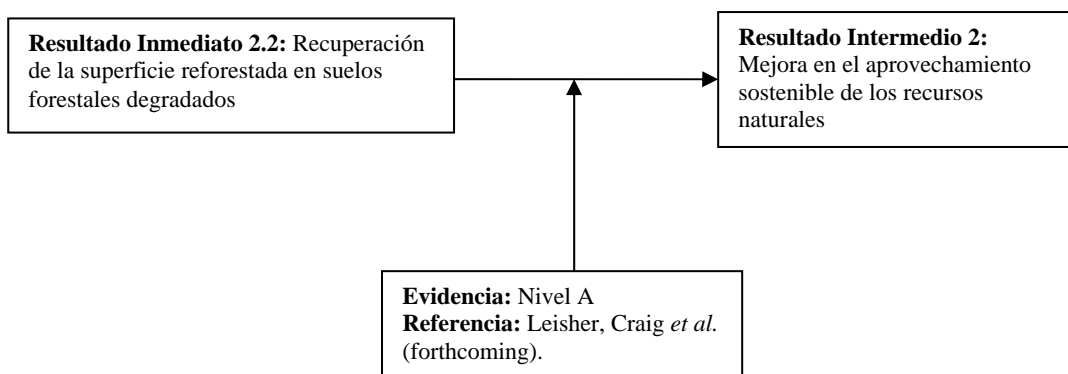 Resultado Inmediato 2.2: Recuperación
de la superficie reforestada en suelos
forestales degradados
Resultado Intermedio 2:
Mejora en el aprovechamiento
sostenible de los recursos
naturales
Evidencia: Nivel A
Referencia: Leisher, Craig et al.
(forthcoming).